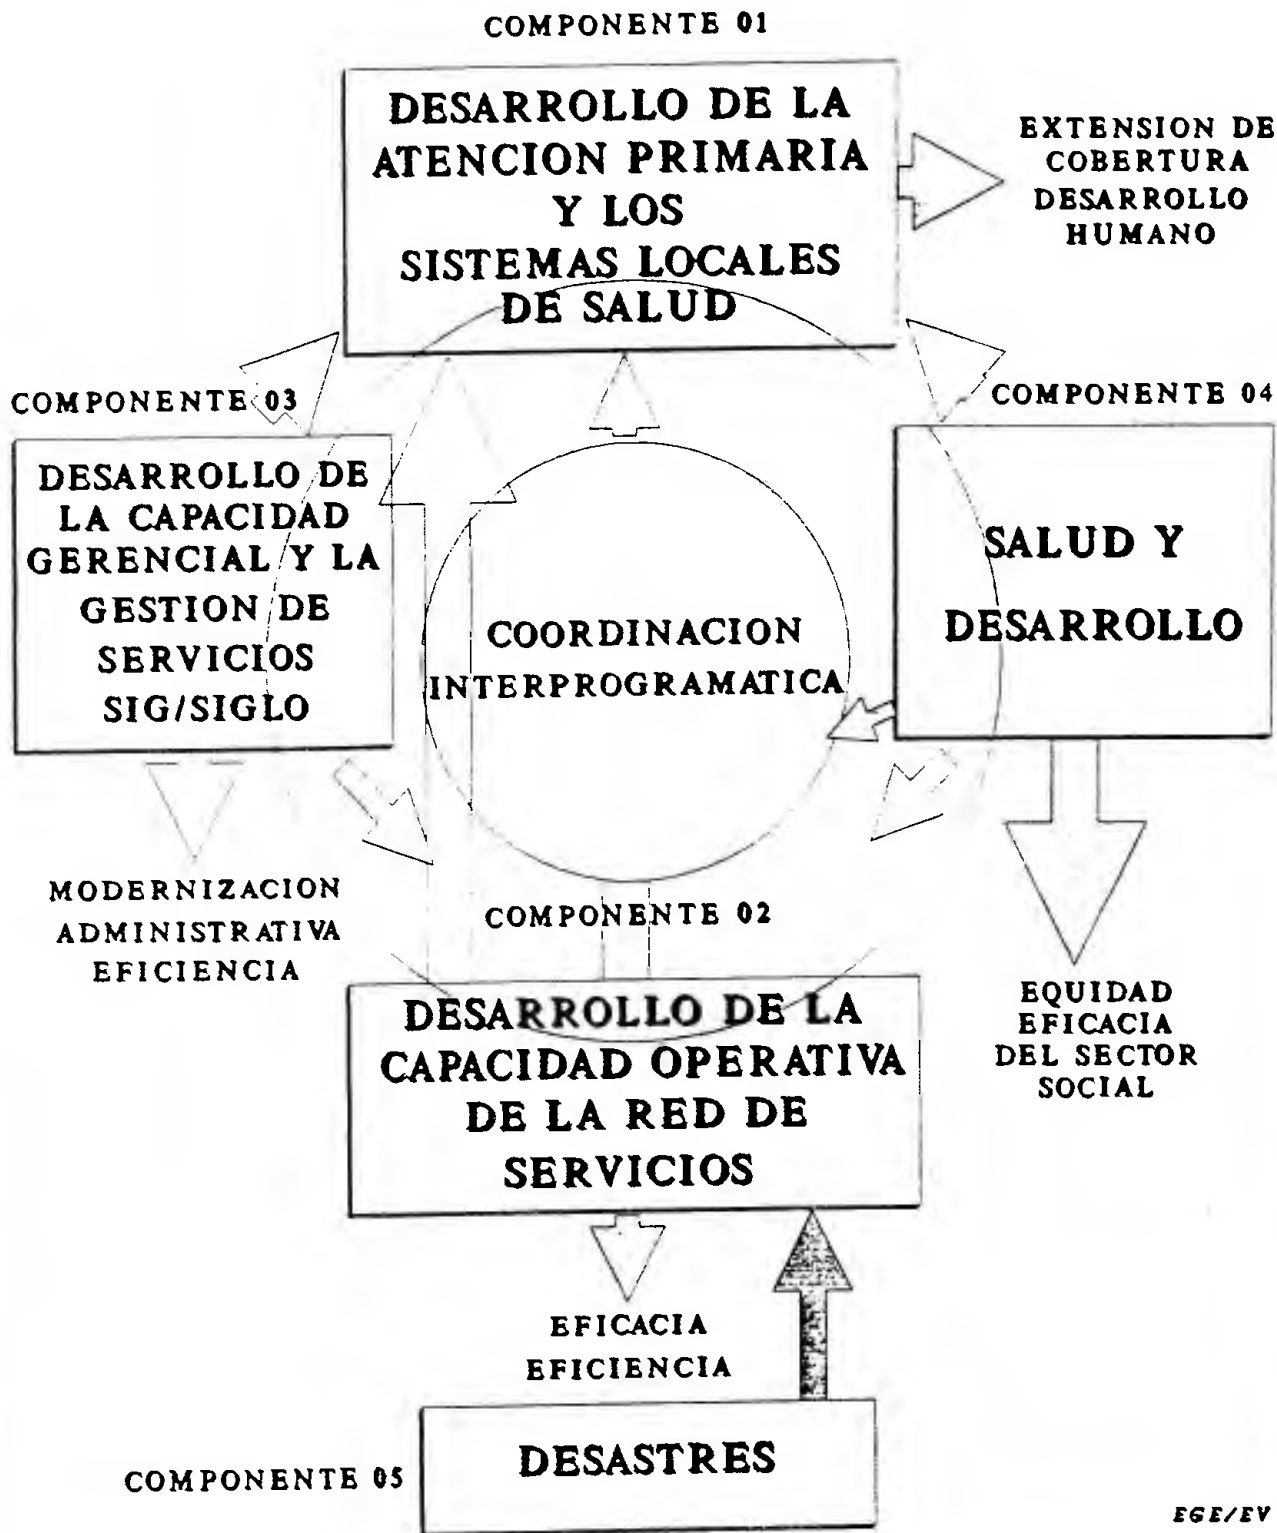 COMPONENTE 01
DESARROLLO DE LA
ATENCION PRIMARIA
Y LOS
SISTEMAS LOCALES
DE SALUD
EXTENSION DE
COBERTURA
DESARROLLO
HUMANO
COMPONENTE 03
DESARROLLO DE
LA CAPACIDAD
GERENCIAL Y LA
GESTION DE
SERVICIOS
SIG/SIGLO
COMPONENTE 04
SALUD Y
DESARROLLO
COORDINACION
INTERPROGRAMATICA
MODERNIZACION
ADMINISTRATIVA
EFICIENCIA
COMPONENTE 02
DESARROLLO DE LA
CAPACIDAD OPERATIVA
DE LA RED DE
SERVICIOS
EQUIDAD
EFICACIA
DEL SECTOR
SOCIAL
EFICACIA
EFICIENCIA
COMPONENTE 05
DESASTRES
EGE/EV